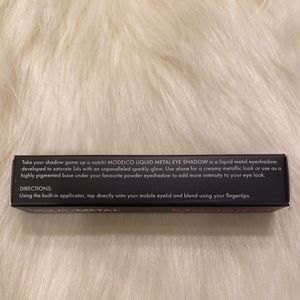 Take your shadow game up a notch! MODELCO LIQUID METAL EYE SHADOW is a liquid metal eyeshadow,
developed to saturate lids with an unparalleled sparkly-glow. Use alone for a creamy metallic look or use as a
highly pigmented base under your favourite powder eyeshadow to add more intensity to your eye look.
DIRECTIONS:
Using the built-in applicator, tap directly onto your mobile eyelid and blend using your fingertips.